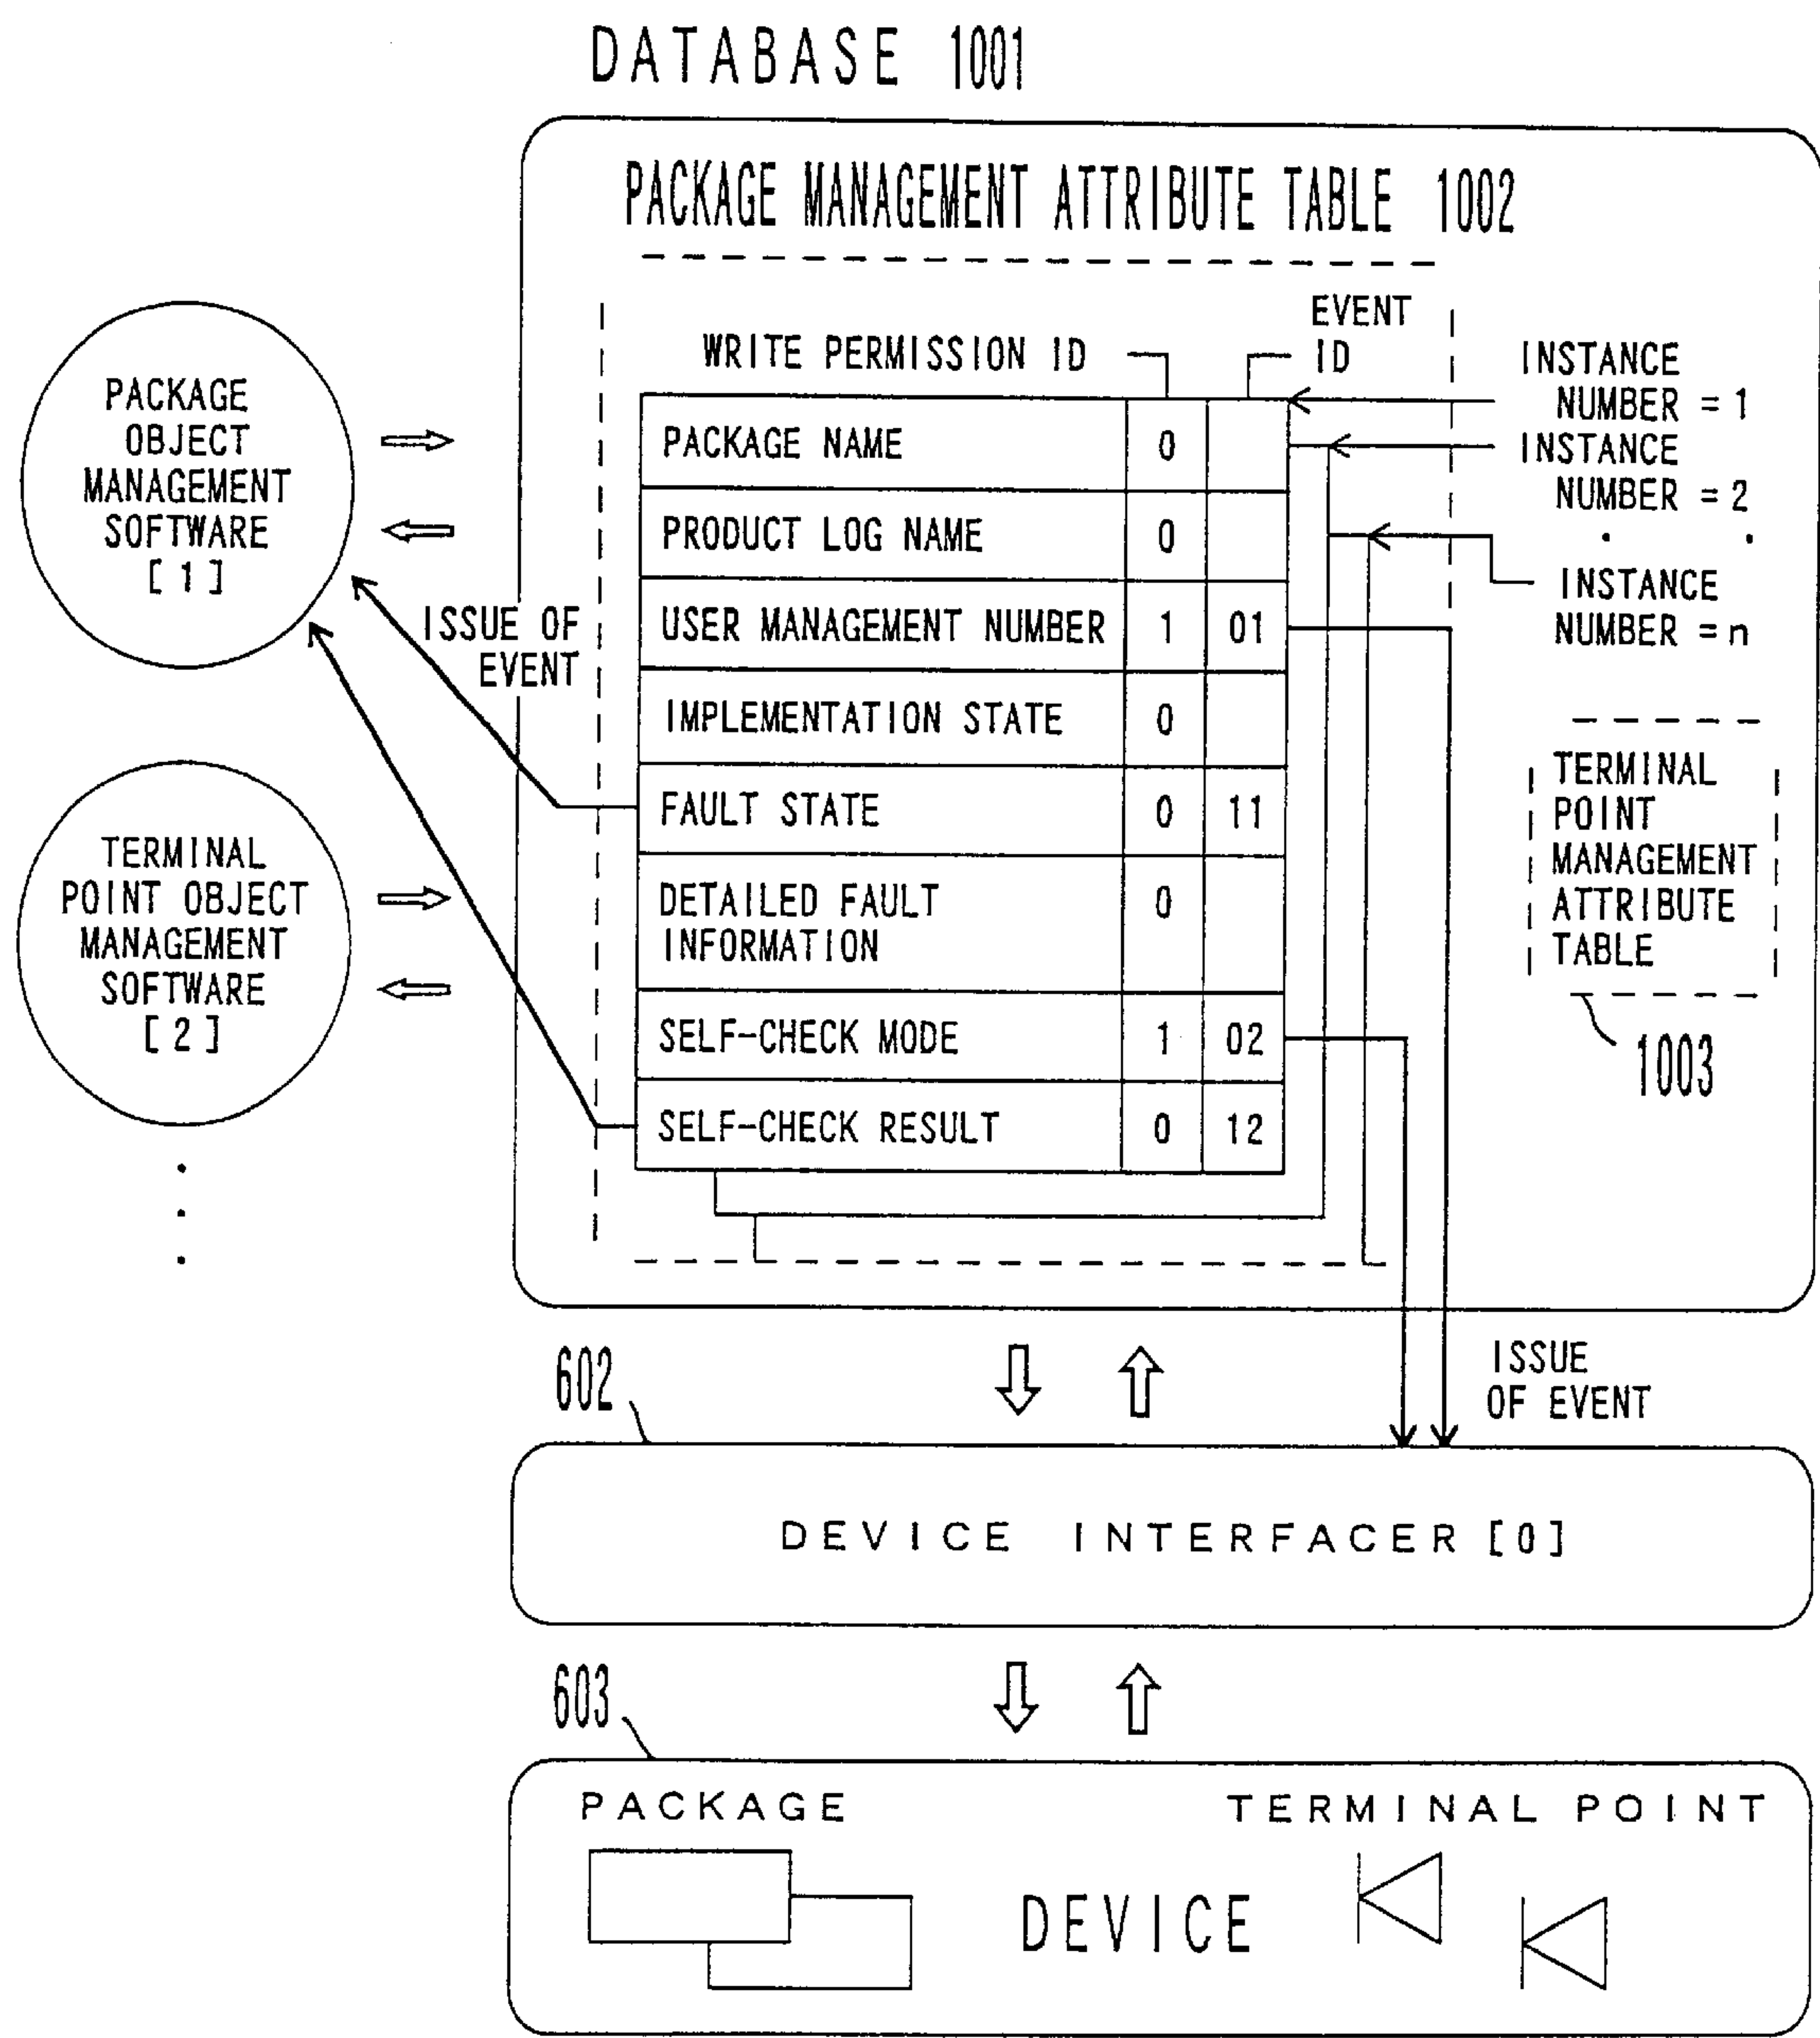 DATABASE 1001
PACKAGE MANAGEMENT ATTRIBUTE TABLE 1002
WRITE PERMISSION ID
EVENT
ID
PACKAGE NAME 0
PRODUCT LOG NAME 0
USER MANAGEMENT NUMBER 1 01
IMPLEMENTATION STATE 0
FAULT STATE 0 11
DETAILED FAULT 0
INFORMATION
SELF-CHECK MODE 1 02
SELF-CHECK RESULT 0 12
INSTANCE
NUMBER = 1
INSTANCE
NUMBER = 2
. .
INSTANCE
NUMBER = n
TERMINAL
POINT
MANAGEMENT
ATTRIBUTE
TABLE
1003
PACKAGE
OBJECT
MANAGEMENT
SOFTWARE
[1]
ISSUE OF
EVENT
TERMINAL
POINT OBJECT
MANAGEMENT
SOFTWARE
[2]
.
.
.
ISSUE
OF EVENT
602
DEVICE INTERFACER [0]
603
PACKAGE
TERMINAL POINT
DEVICE